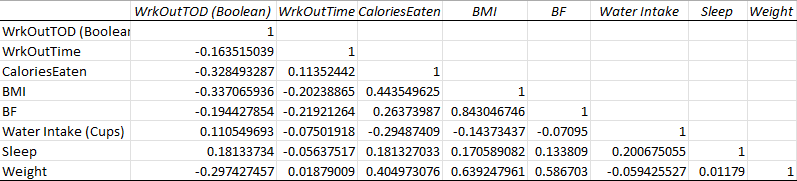 WrkOutTOD (Boolean) WrkOutTime CaloriesEaten BMI BF Water Intake Sleep Weight
WrkOutTOD (Boolean 1
WrkOutTime -0.163515039 1
CaloriesEaten -0.328493287 0.11352442 1
BMI -0.337065936 -0.20238865 0.443549625 1
BF -0.194427854 -0.21921264 0.26373987 0.843046746 1
Water Intake (Cups) 0.110549693 -0.07501918 -0.29487409 -0.14373437 -0.07095 1
Sleep 0.18133734 -0.05637517 0.181327033 0.170589082 0.133809 0.200675055 1
Weight -0.297427457 0.01879009 0.404973076 0.639247961 0.586703 -0.059425527 0.01179 1